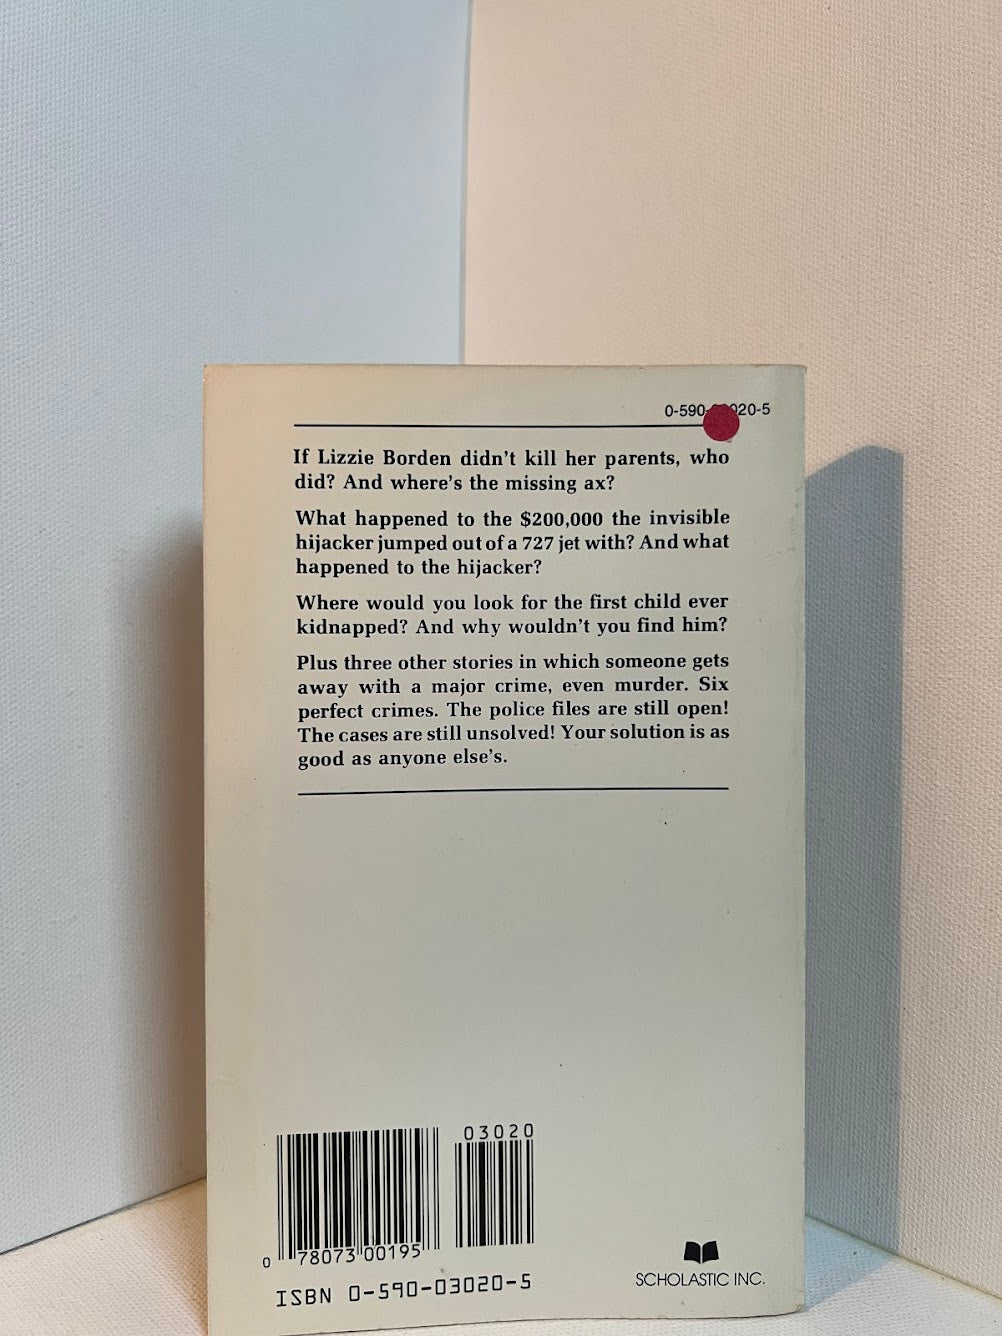 0-590- 020-5
If Lizzie Borden didn't kill her parents, who
did? And where's the missing ax?
What happened to the $200,000 the invisible
hijacker jumped out of a 727 jet with? And what
happened to the hijacker?
Where would you look for the first child ever
kidnapped? And why wouldn't you find him?
Plus three other stories in which someone gets
away with a major crime, even murder. Six
perfect crimes. The police files are still open!
The cases are still unsolved! Your solution is as
good as anyone else's.
03020
0 78073 00195
ISBN 0-590-03020-5
SCHOLASTIC INC.